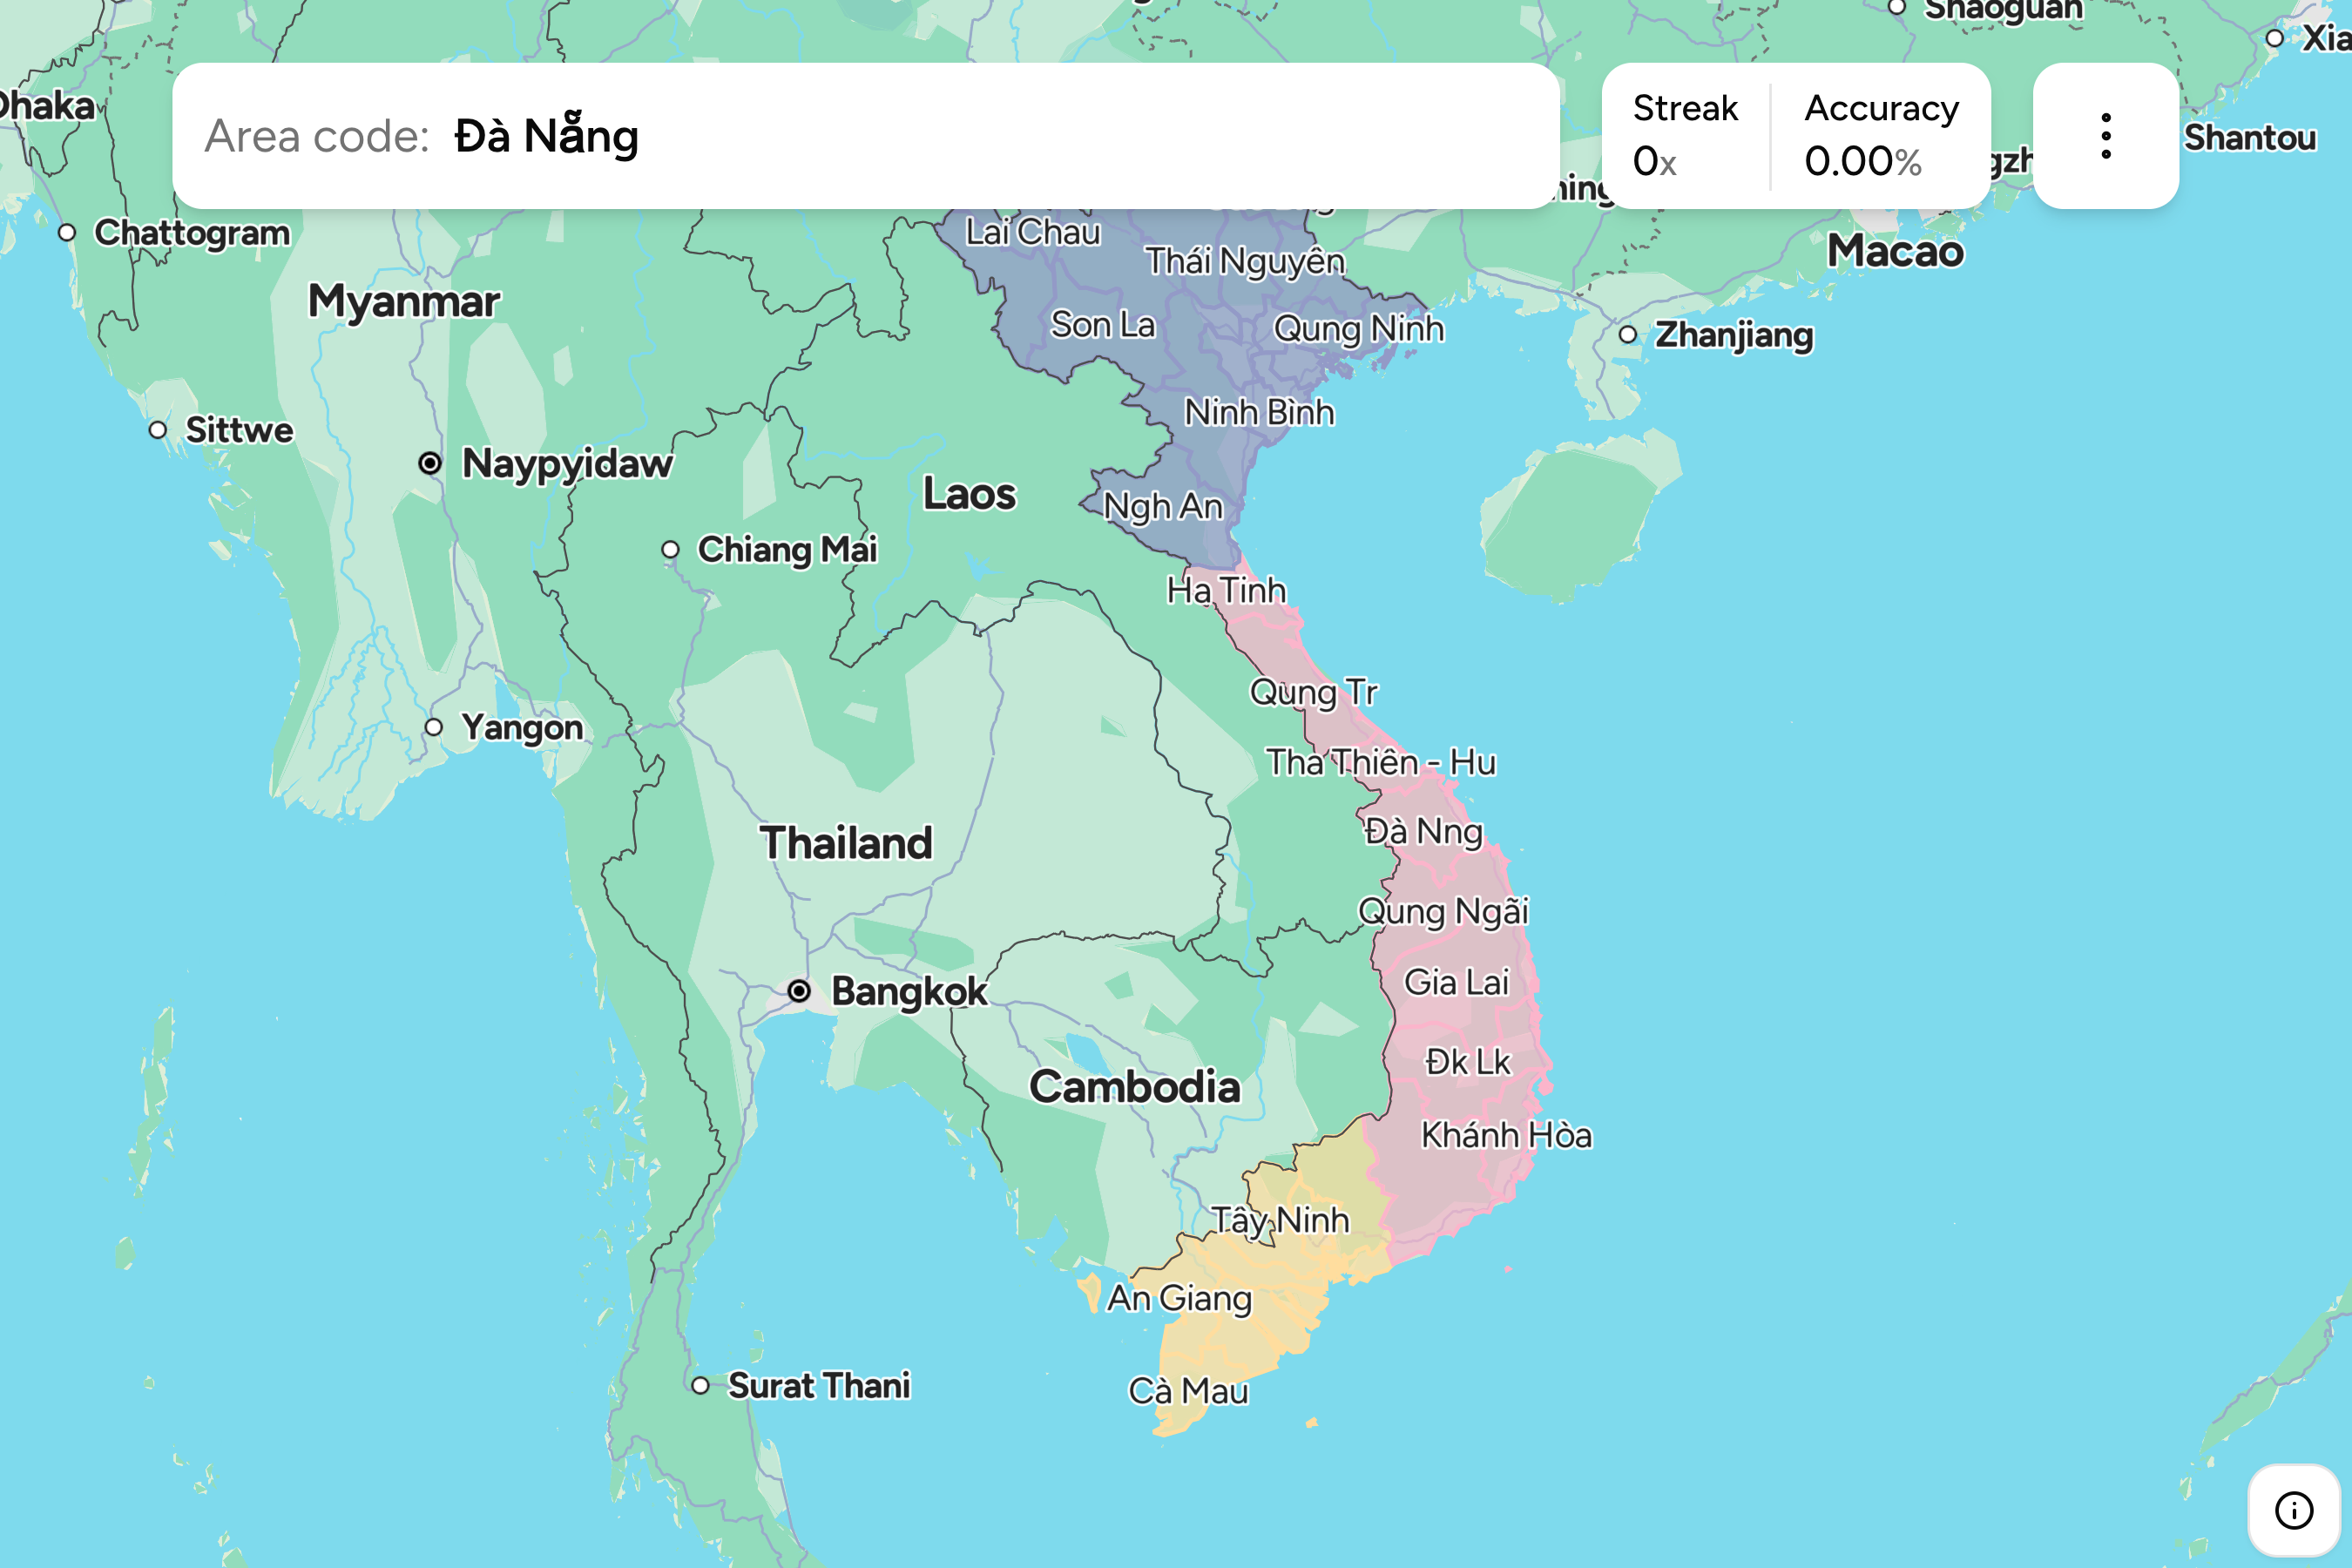 Shaoguan
Xia
Dhaka
Area code: Đà Nẵng
Streak
0x
Accuracy
0.00%
Shantou
Chattogram
Lai Chau
Thái Nguyên
Macao
Myanmar
Son La
Qung Ninh
Zhanjiang
Sittwe
Ninh Bình
Naypyidaw
Laos
Ngh An
Chiang Mai
Hạ Tinh
Qung Tr
Yangon
Tha Thiên - Hu
Thailand
Đà Nng
Qung Ngãi
Gia Lai
Bangkok
Đk Lk
Cambodia
Khánh Hòa
Tây Ninh
An Giang
Surat Thani
Cà Mau